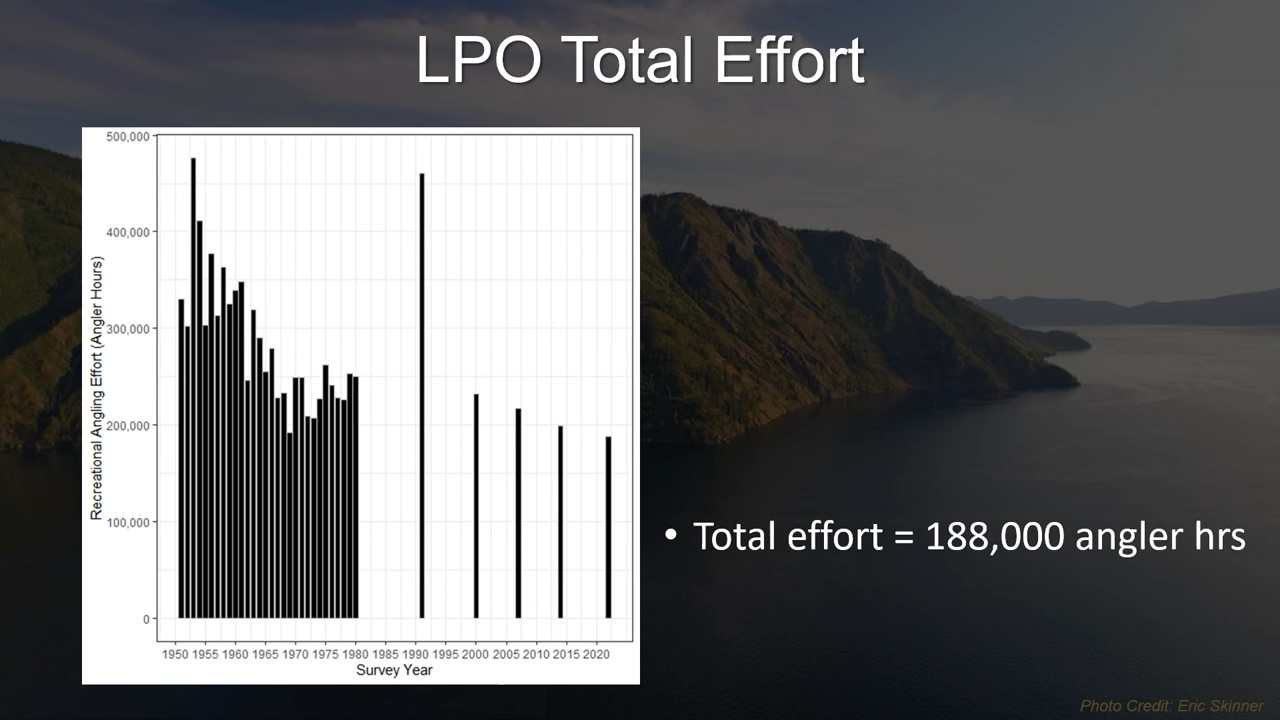 LPO Total Effort
500,000
400,000
300,000
200,000
100,000
0
Recreational Angling Effort (Angler Hours)
1950 1955 1960 1965 1970 1975 1980 1985 1990 1995 2000 2005 2010 2015 2020
Survey Year
• Total effort = 188,000 angler hrs
Photo Credit: Eric Skinner